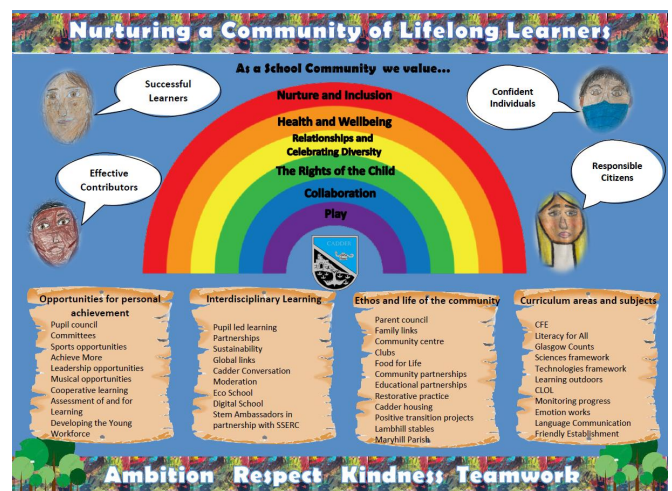 Nurturing a Community of Lifelong Learners
As a School Community we value...
Successful
Learners
Confident
Individuals
Effective
Contributors
Responsible
Citizens
Nurture and Inclusion
Health and Wellbeing
Relationships and
Celebrating Diversity
The Rights of the Child
Collaboration
Play
CADDER
Opportunities for personal
achievement
Pupil council
Committees
Sports opportunities
Achieve More
Leadership opportunities
Musical opportunities
Cooperative learning
Assessment of and for
Learning
Developing the Young
Workforce
Interdisciplinary Learning
Pupil led learning
Partnerships
Sustainability
Global links
Cadder Conversation
Moderation
Eco School
Digital School
Stem Ambassadors in
partnership with SSERC
Ethos and life of the community
Parent council
Family links
Community centre
Clubs
Food for Life
Community partnerships
Educational partnerships
Restorative practice
Cadder housing
Positive transition projects
Lambhill stables
Maryhill Parish
Curriculum areas and subjects
CFE
Literacy for All
Glasgow Counts
Sciences framework
Technologies framework
Learning outdoors
CLOL
Monitoring progress
Emotion works
Language Communication
Friendly Establishment
Ambition Respect Kindness Teamwork